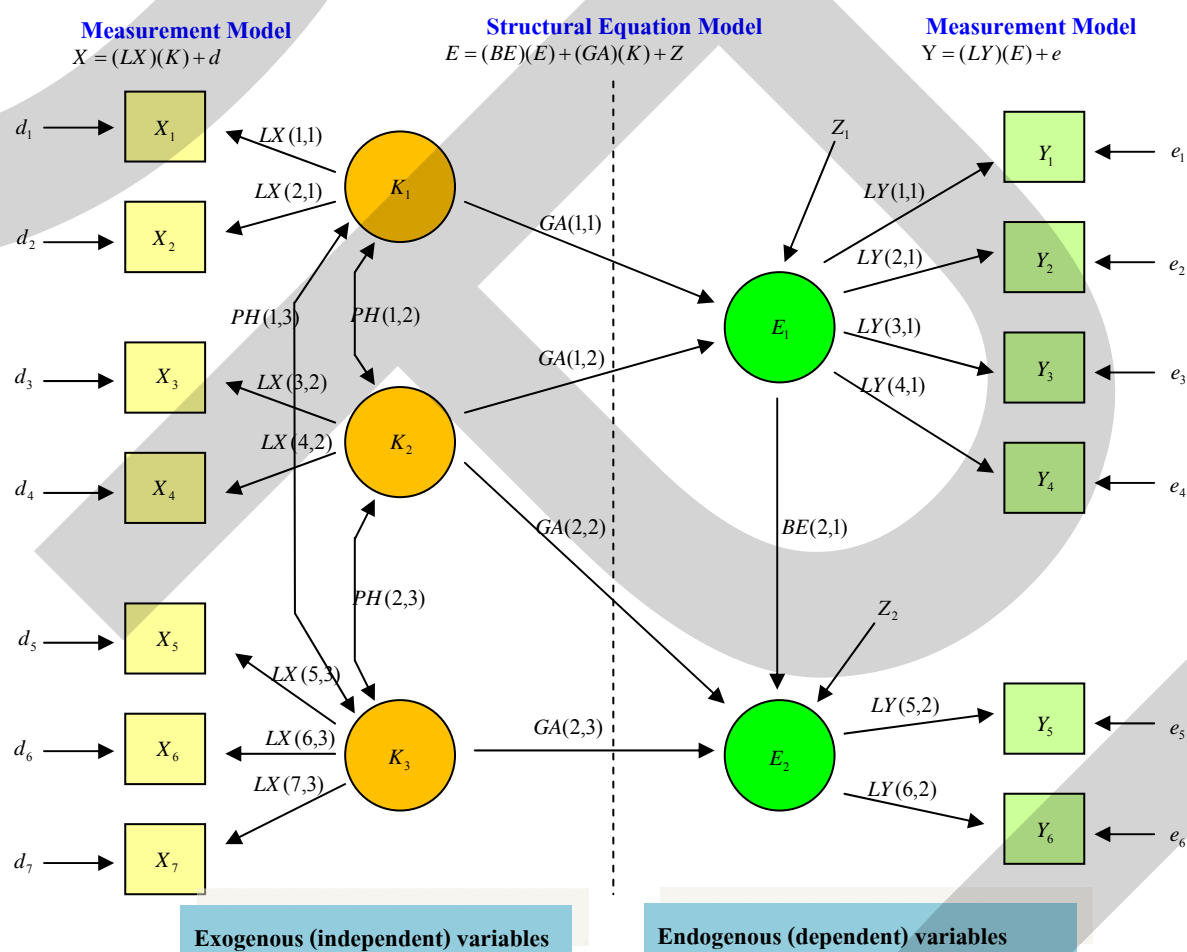 Measurement Model
X = (LX)(K) + d
Structural Equation Model
E = (BE)(E) + (GA)(K) + Z
Measurement Model
Y = (LY)(E) + e
d₁
X₁
LX(1,1)
K₁
d₂
X₂
LX(2,1)
PH(1,3)
PH(1,2)
d₃
X₃
LX(3,2)
K₂
d₄
X₄
LX(4,2)
PH(2,3)
d₅
X₅
LX(5,3)
d₆
X₆
LX(6,3)
K₃
d₇
X₇
LX(7,3)
GA(1,1)
GA(1,2)
GA(2,2)
GA(2,3)
Z₁
E₁
BE(2,1)
Z₂
E₂
LY(1,1)
Y₁
e₁
LY(2,1)
Y₂
e₂
LY(3,1)
Y₃
e₃
LY(4,1)
Y₄
e₄
LY(5,2)
Y₅
e₅
LY(6,2)
Y₆
e₆
Exogenous (independent) variables
Endogenous (dependent) variables